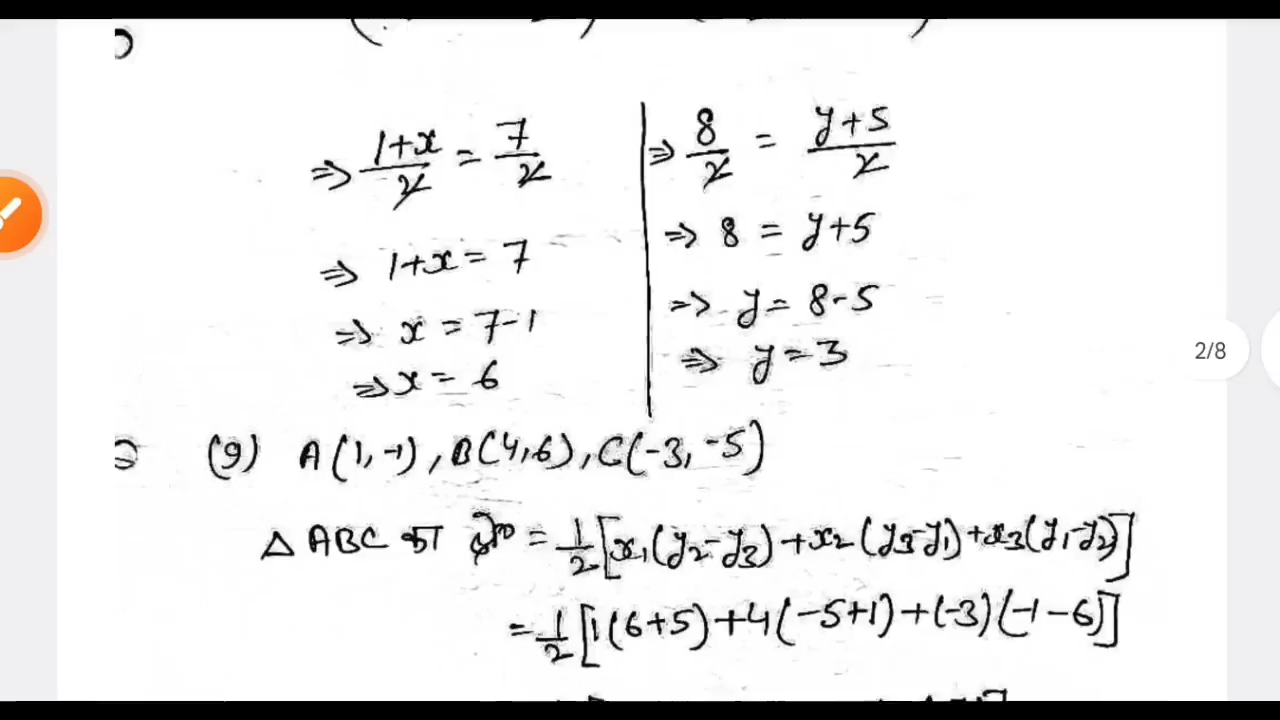 ⇒ (1+x)/2 = 7/2
⇒ 1+x = 7
⇒ x = 7-1
⇒ x = 6
⇒ 8/2 = (y+5)/2
⇒ 8 = y+5
⇒ y = 8-5
⇒ y = 3
2/8
(9) A(1,-1), B(4,6), C(-3,-5)
△ ABC का क्षे० = 1/2[x₁(y₂-y₃)+x₂(y₃-y₁)+x₃(y₁-y₂)]
= 1/2[1(6+5)+4(-5+1)+(-3)(-1-6)]